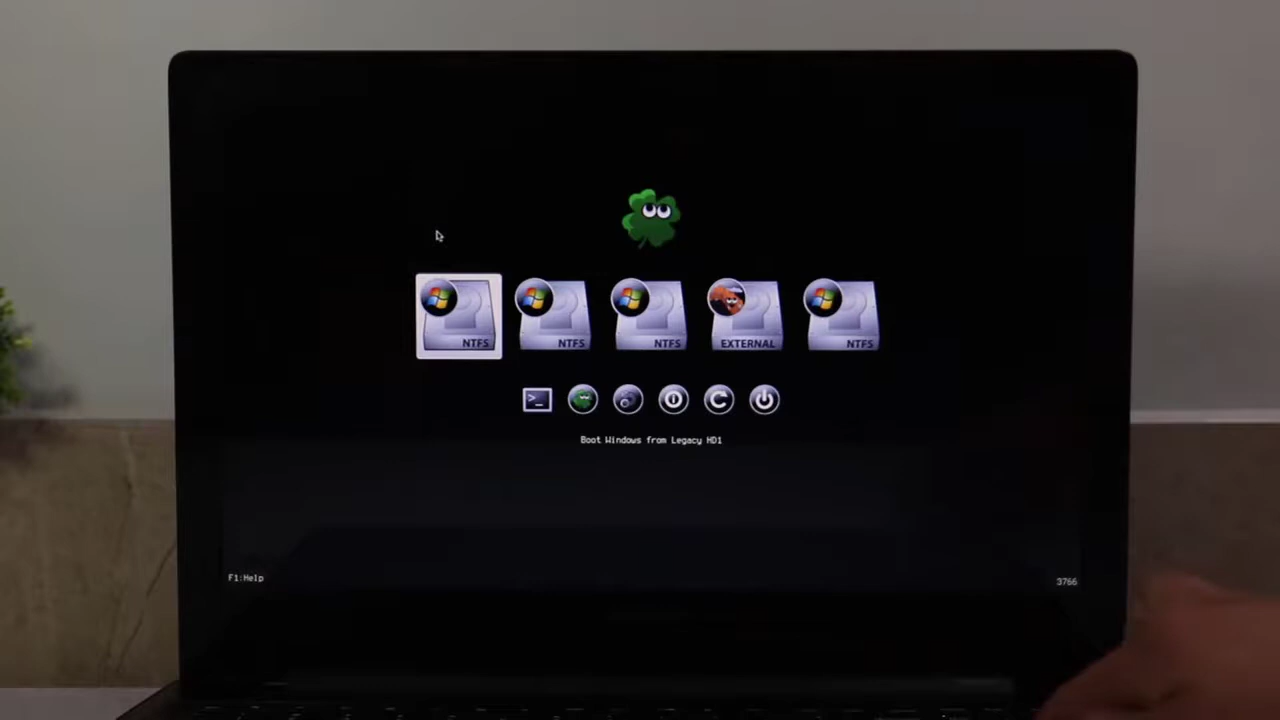 NTFS NTFS NTFS EXTERNAL NTFS
>_
Boot Windows from Legacy HD1
F1:Help
3766